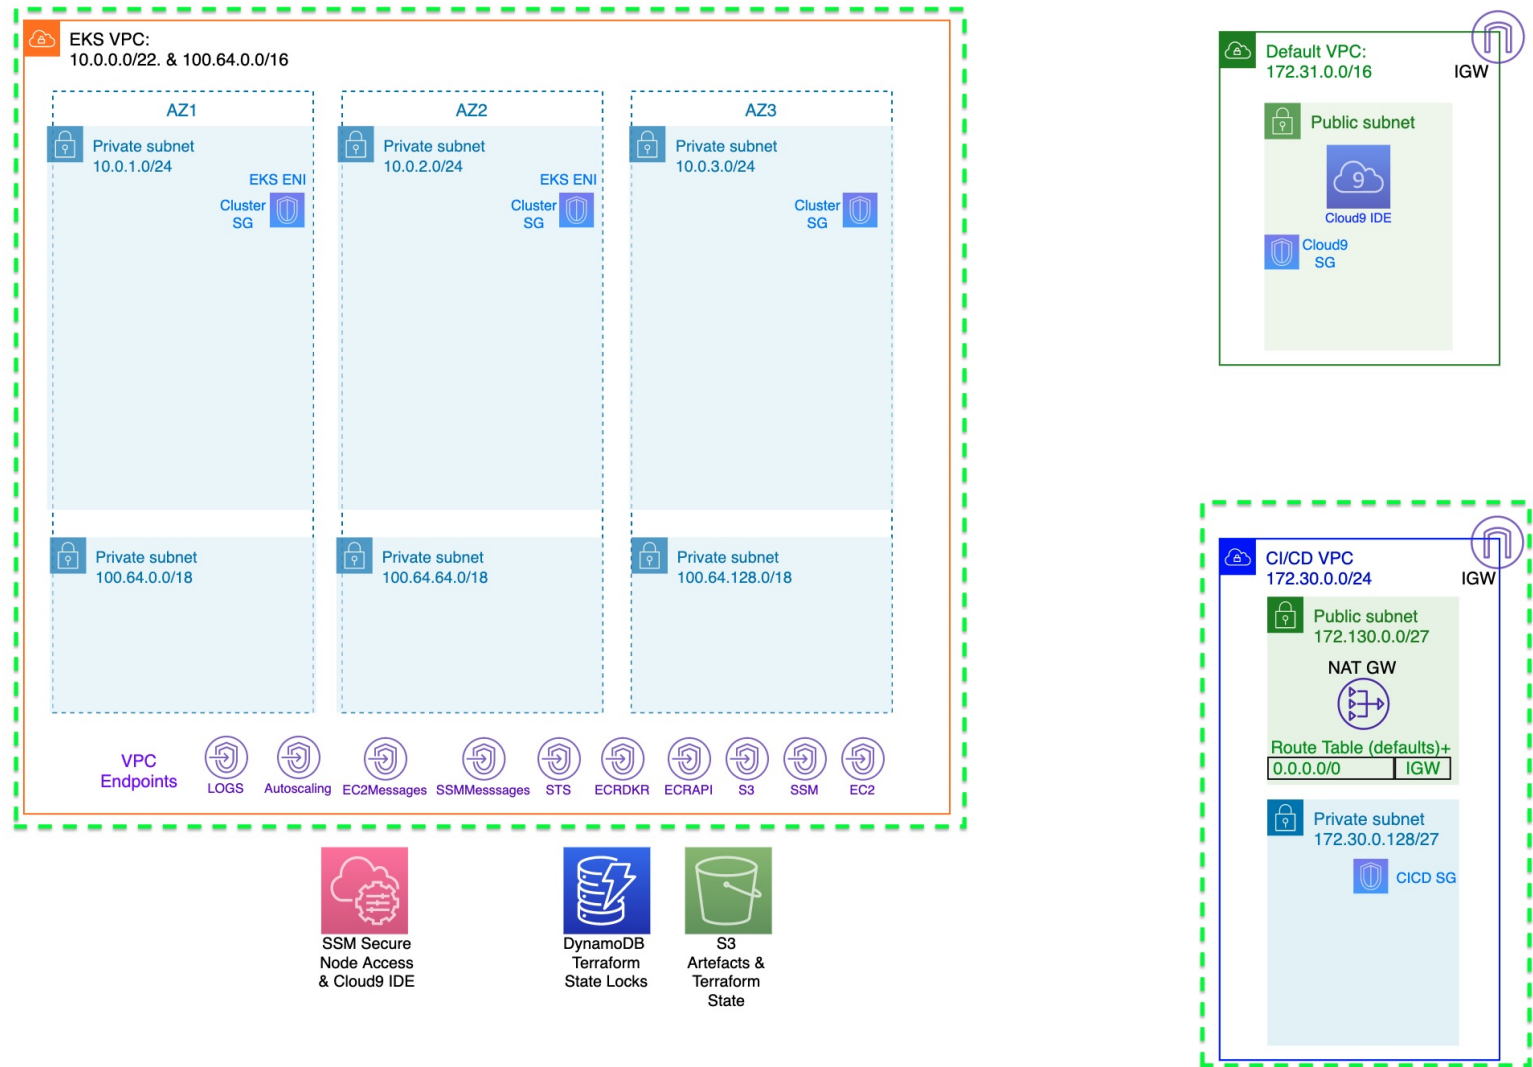 EKS VPC:
10.0.0.0/22. & 100.64.0.0/16
AZ1
Private subnet
10.0.1.0/24
EKS ENI
Cluster
SG
Private subnet
100.64.0.0/18
AZ2
Private subnet
10.0.2.0/24
EKS ENI
Cluster
SG
Private subnet
100.64.64.0/18
AZ3
Private subnet
10.0.3.0/24
Cluster
SG
Private subnet
100.64.128.0/18
VPC
Endpoints
LOGS
Autoscaling
EC2Messages
SSMMesssages
STS
ECRDKR
ECRAPI
S3
SSM
EC2
SSM Secure
Node Access
& Cloud9 IDE
DynamoDB
Terraform
State Locks
S3
Artefacts &
Terraform
State
Default VPC:
172.31.0.0/16
IGW
Public subnet
9
Cloud9 IDE
Cloud9
SG
CI/CD VPC
172.30.0.0/24
IGW
Public subnet
172.130.0.0/27
NAT GW
Route Table (defaults)+
0.0.0.0/0 IGW
Private subnet
172.30.0.128/27
CICD SG